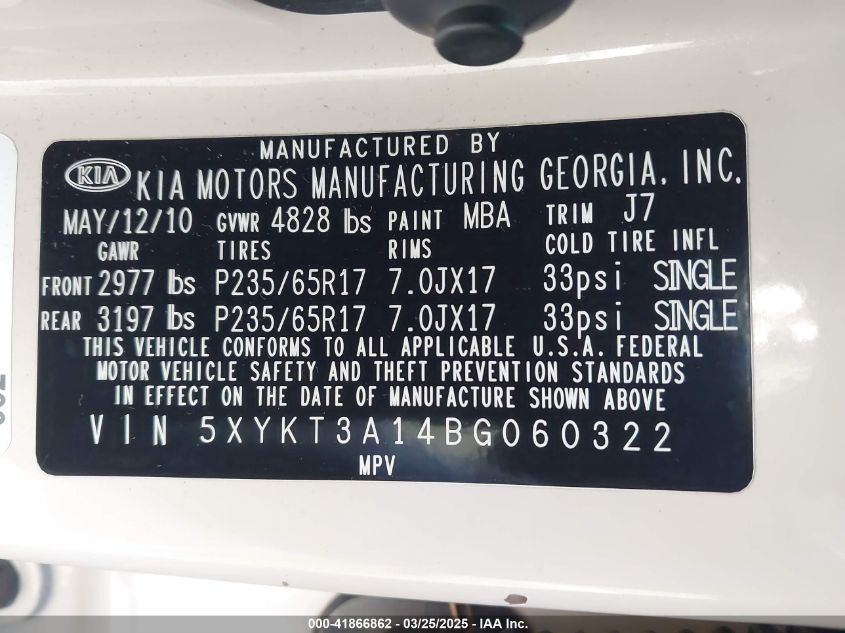 MANUFACTURED BY
KIA KIA MOTORS MANUFACTURING GEORGIA, INC.
MAY/12/10 GVWR 4828 lbs PAINT MBA TRIM J7
GAWR TIRES RIMS COLD TIRE INFL
FRONT 2977 lbs P235/65R17 7.0JX17 33psi SINGLE
REAR 3197 lbs P235/65R17 7.0JX17 33psi SINGLE
THIS VEHICLE CONFORMS TO ALL APPLICABLE U.S.A. FEDERAL
MOTOR VEHICLE SAFETY AND THEFT PREVENTION STANDARDS
IN EFFECT ON THE DATE OF MANUFACTURE SHOWN ABOVE
VIN 5XYKT3A14BG060322
MPV
000-41866862 - 03/25/2025 - IAA Inc.